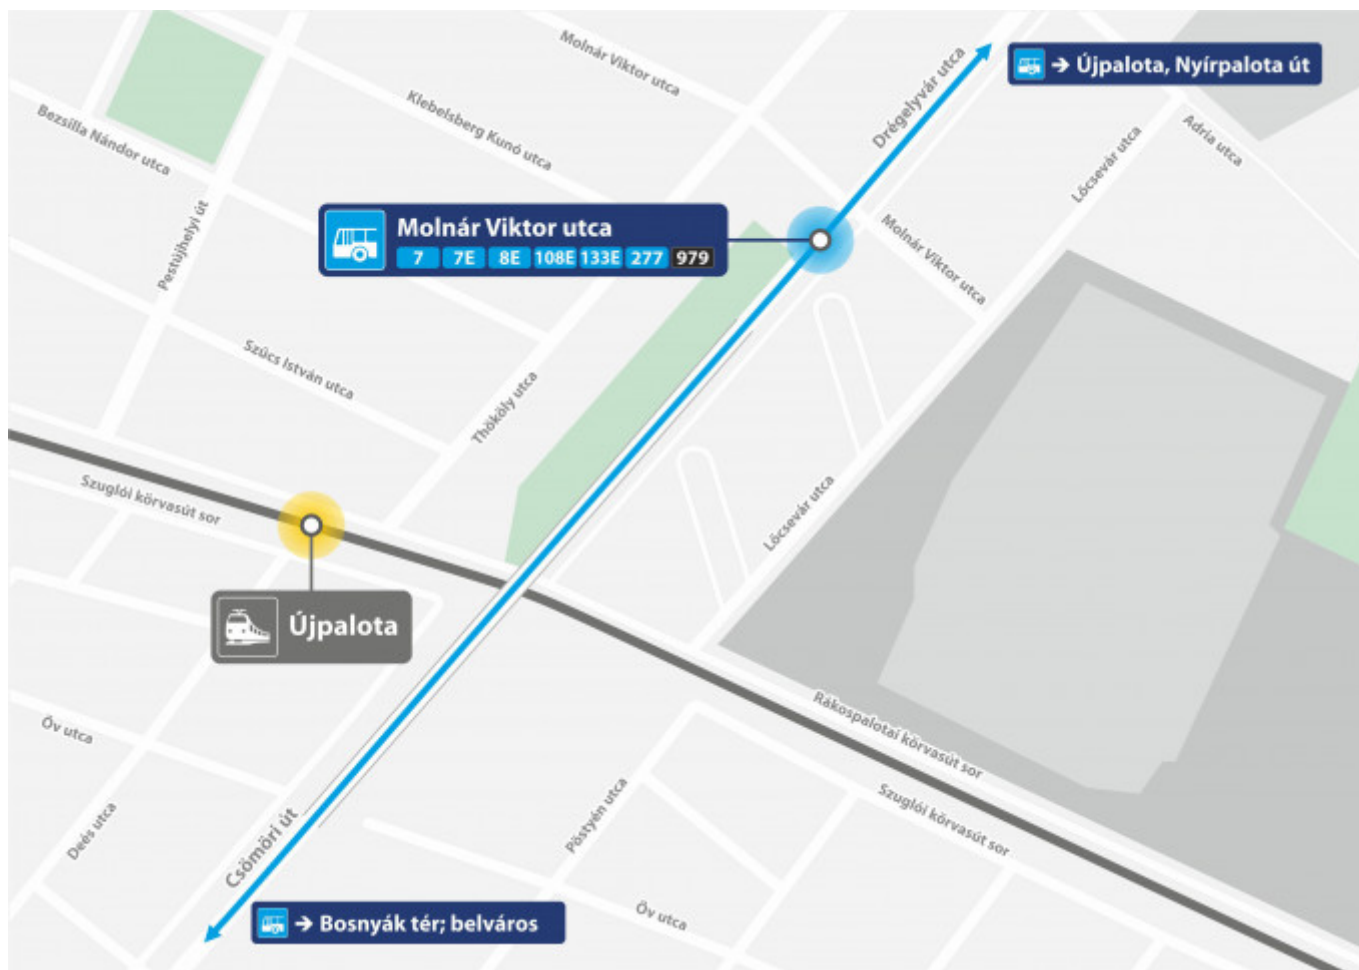 Molnár Viktor utca
Drégelyvár utca
→ Újpalota, Nyírpalota út
Klebelsberg Kunó utca
Bezsilla Nándor utca
Adria utca
Lőcsevár utca
Pestújhelyi út
Molnár Viktor utca
7 7E 8E 108E 133E 277 979
Molnár Viktor utca
Szűcs István utca
Thököly utca
Szuglói körvasút sor
Lőcsevár utca
Újpalota
Rákospalotai körvasút sor
Öv utca
Deés utca
Csömöri út
Pöstyén utca
Szuglói körvasút sor
→ Bosnyák tér; belváros
Öv utca